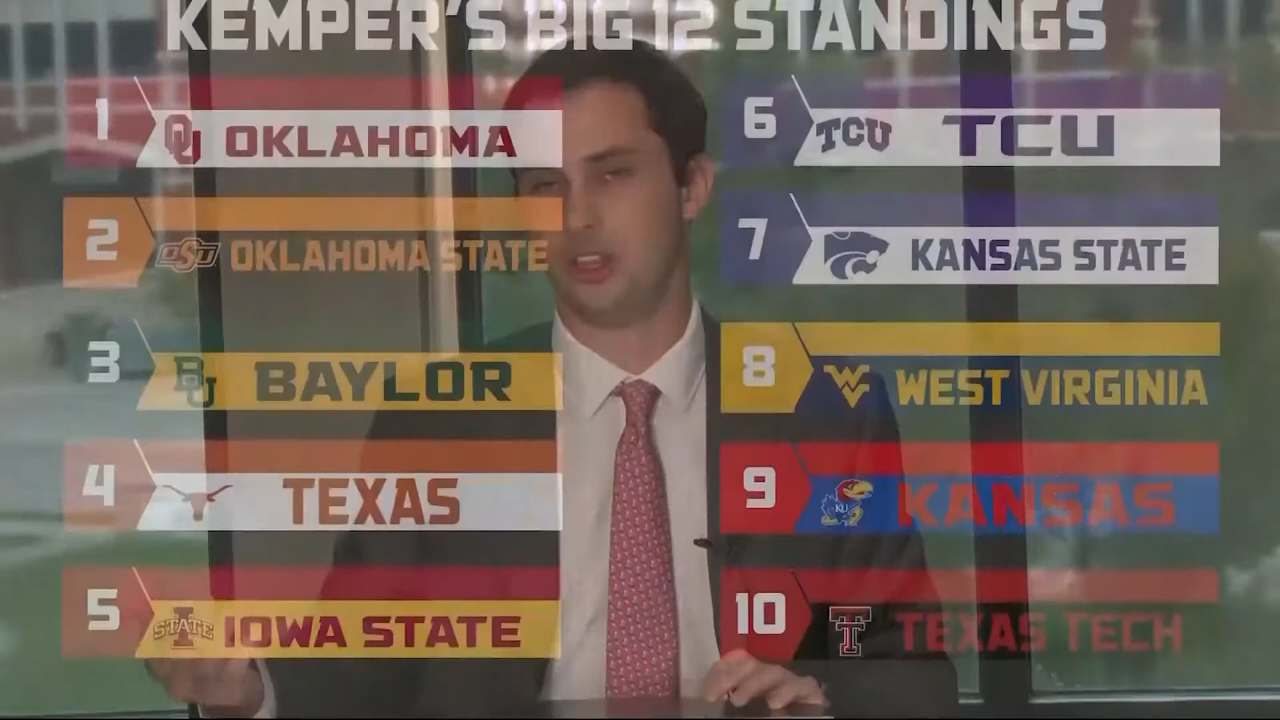 KEMPER'S BIG 12 STANDINGS
1 OU OKLAHOMA
2 OSU OKLAHOMA STATE
3 BU BAYLOR
4 TEXAS
5 I STATE IOWA STATE
6 TCU TCU
7 KANSAS STATE
8 WV WEST VIRGINIA
9 KU KANSAS
10 TT TEXAS TECH